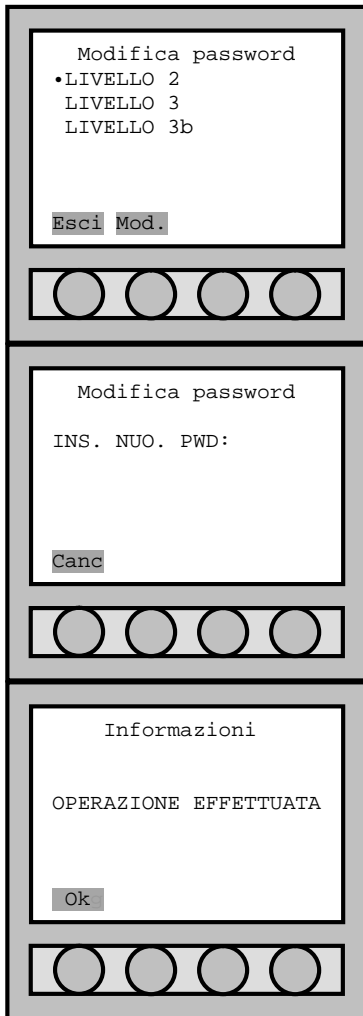 Modifica password
•LIVELLO 2
LIVELLO 3
LIVELLO 3b
Esci Mod.
Modifica password
INS. NUO. PWD:
Canc
Informazioni
OPERAZIONE EFFETTUATA
Ok